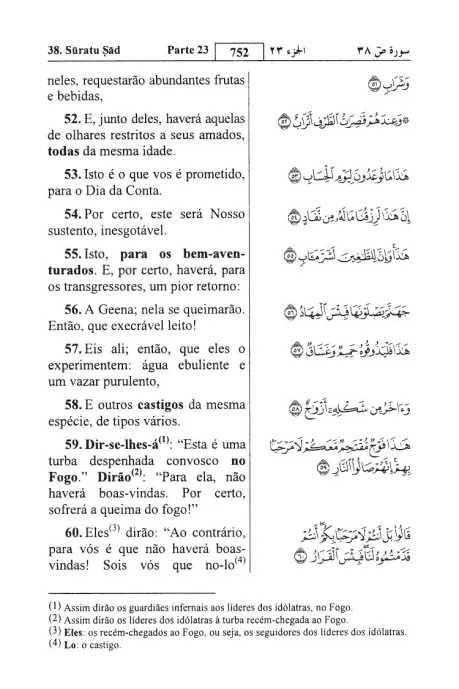 38. Sūratu Ṣād Parte 23 752 الجزء ٢٣ سورة ص ٣٨
neles, requestarão abundantes frutas
e bebidas,
52. E, junto deles, haverá aquelas
de olhares restritos a seus amados,
todas da mesma idade.
53. Isto é o que vos é prometido,
para o Dia da Conta.
54. Por certo, este será Nosso
sustento, inesgotável.
55. Isto, para os bem-aven-
turados. E, por certo, haverá, para
os transgressores, um pior retorno:
56. A Geena; nela se queimarão.
Então, que execrável leito!
57. Eis ali; então, que eles o
experimentem: água ebuliente e
um vazar purulento,
58. E outros castigos da mesma
espécie, de tipos vários.
59. Dir-se-lhes-á(1): “Esta é uma
turba despenhada convosco no
Fogo.” Dirão(2): “Para ela, não
haverá boas-vindas. Por certo,
sofrerá a queima do fogo!”
60. Eles(3) dirão: “Ao contrário,
para vós é que não haverá boas-
vindas! Sois vós que no-lo(4)
وَشَرَابٍ ٥١
۞ وَعِندَهُمْ قَٰصِرَٰتُ ٱلطَّرْفِ أَتْرَابٌ ٥٢
هَٰذَا مَا تُوعَدُونَ لِيَوْمِ ٱلْحِسَابِ ٥٣
إِنَّ هَٰذَا لَرِزْقُنَا مَا لَهُۥ مِن نَّفَادٍ ٥٤
هَٰذَا وَإِنَّ لِلطَّٰغِينَ لَشَرَّ مَـَٔابٍ ٥٥
جَهَنَّمَ يَصْلَوْنَهَا فَبِئْسَ ٱلْمِهَادُ ٥٦
هَٰذَا فَلْيَذُوقُوهُ حَمِيمٌ وَغَسَّاقٌ ٥٧
وَءَاخَرُ مِن شَكْلِهِۦٓ أَزْوَٰجٌ ٥٨
هَٰذَا فَوْجٌ مُّقْتَحِمٌ مَّعَكُمْ لَا مَرْحَبًۢا
بِهِمْ إِنَّهُمْ صَالُوا۟ ٱلنَّارِ ٥٩
قَالُوا۟ بَلْ أَنتُمْ لَا مَرْحَبًۢا بِكُمْ أَنتُمْ
قَدَّمْتُمُوهُ لَنَا فَبِئْسَ ٱلْقَرَارُ ٦٠
(1) Assim dirão os guardiães infernais aos líderes dos idólatras, no Fogo.
(2) Assim dirão os líderes dos idólatras à turba recém-chegada ao Fogo.
(3) Eles: os recém-chegados ao Fogo, ou seja, os seguidores dos líderes dos idólatras.
(4) Lo: o castigo.